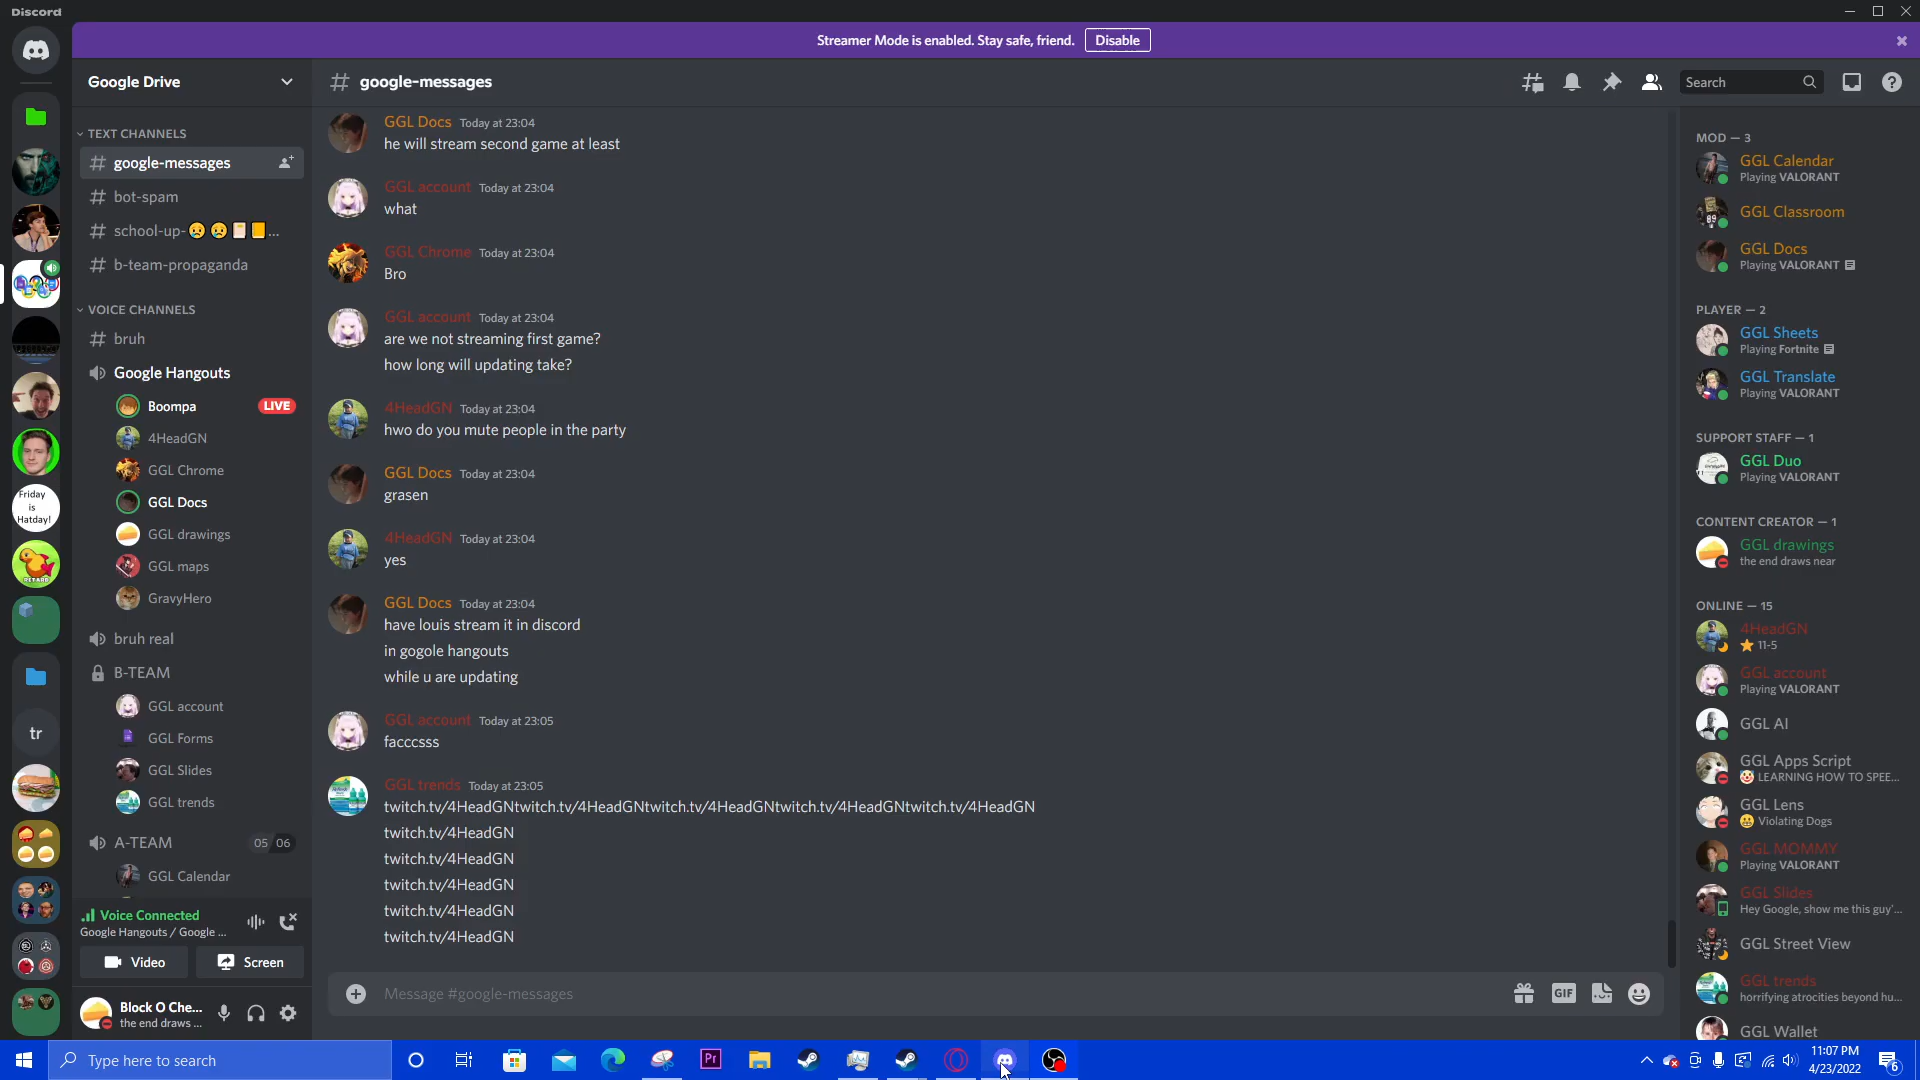 Discord
Streamer Mode is enabled. Stay safe, friend.
Disable
Google Drive
google-messages
Search
TEXT CHANNELS
google-messages
bot-spam
school-up-😥😥📋📒...
b-team-propaganda
VOICE CHANNELS
bruh
Google Hangouts
Boompa
LIVE
4HeadGN
GGL Chrome
GGL Docs
GGL drawings
GGL maps
GravyHero
bruh real
B-TEAM
GGL account
GGL Forms
GGL Slides
GGL trends
A-TEAM
05 06
GGL Calendar
Voice Connected
Google Hangouts / Google ...
Video
Screen
Block O Che...
the end draws ...
Friday
is
Hatday!
RETARD
tr
GGL Docs Today at 23:04
he will stream second game at least
GGL account Today at 23:04
what
GGL Chrome Today at 23:04
Bro
GGL account Today at 23:04
are we not streaming first game?
how long will updating take?
4HeadGN Today at 23:04
hwo do you mute people in the party
GGL Docs Today at 23:04
grasen
4HeadGN Today at 23:04
yes
GGL Docs Today at 23:04
have louis stream it in discord
in gogole hangouts
while u are updating
GGL account Today at 23:05
facccsss
GGL trends Today at 23:05
twitch.tv/4HeadGNtwitch.tv/4HeadGNtwitch.tv/4HeadGNtwitch.tv/4HeadGNtwitch.tv/4HeadGN
twitch.tv/4HeadGN
twitch.tv/4HeadGN
twitch.tv/4HeadGN
twitch.tv/4HeadGN
twitch.tv/4HeadGN
Message #google-messages
GIF
MOD — 3
GGL Calendar
Playing VALORANT
GGL Classroom
GGL Docs
Playing VALORANT
PLAYER — 2
GGL Sheets
Playing Fortnite
GGL Translate
Playing VALORANT
SUPPORT STAFF — 1
GGL Duo
Playing VALORANT
CONTENT CREATOR — 1
GGL drawings
the end draws near
ONLINE — 15
4HeadGN
⭐ 11-5
GGL account
Playing VALORANT
GGL AI
GGL Apps Script
🤡 LEARNING HOW TO SPEE...
GGL Lens
😬 Violating Dogs
GGL MOMMY
Playing VALORANT
GGL Slides
Hey Google, show me this guy'...
GGL Street View
GGL trends
horrifying atrocities beyond hu...
GGL Wallet
Type here to search
Pr
11:07 PM
4/23/2022
6